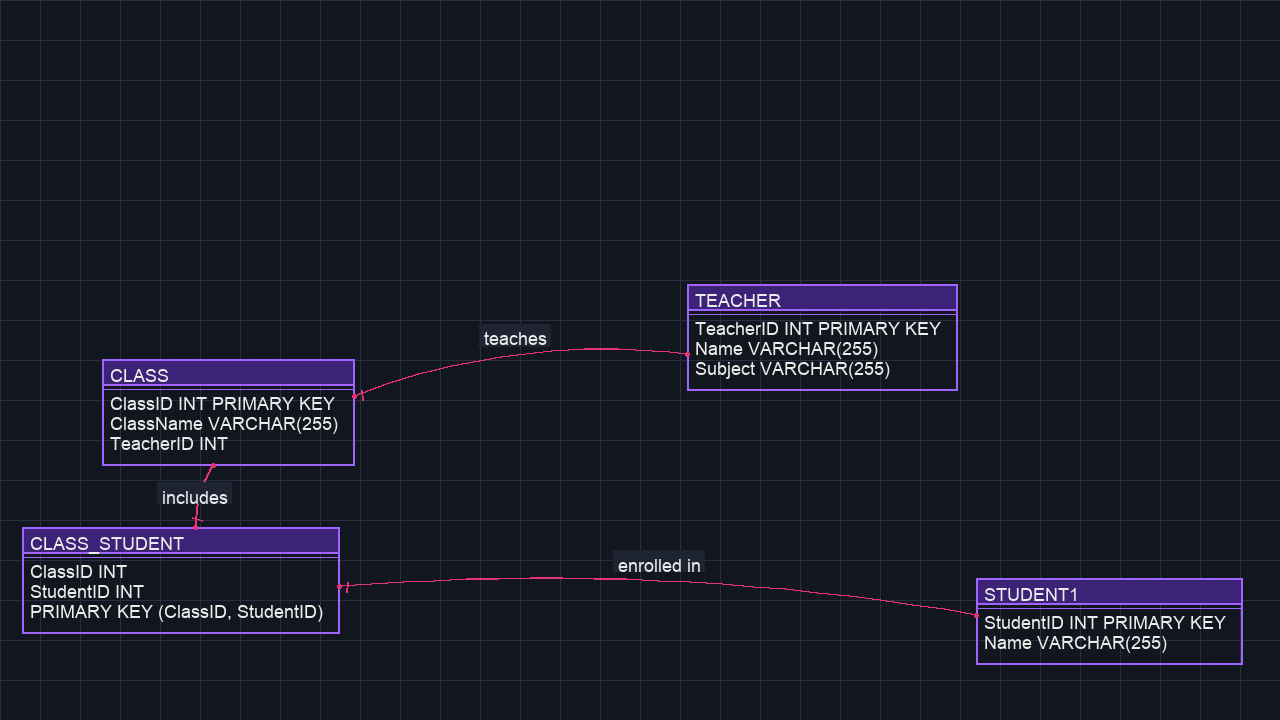 TEACHER
TeacherID INT PRIMARY KEY
Name VARCHAR(255)
Subject VARCHAR(255)
teaches
CLASS
ClassID INT PRIMARY KEY
ClassName VARCHAR(255)
TeacherID INT
includes
CLASS_STUDENT
ClassID INT
StudentID INT
PRIMARY KEY (ClassID, StudentID)
enrolled in
STUDENT1
StudentID INT PRIMARY KEY
Name VARCHAR(255)